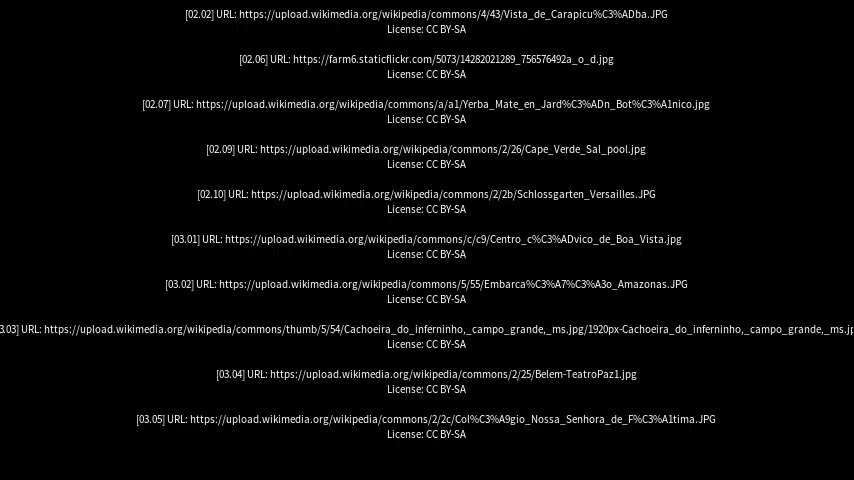 [02.02] URL: https://upload.wikimedia.org/wikipedia/commons/4/43/Vista_de_Carapicu%C3%ADba.JPG
License: CC BY-SA
[02.06] URL: https://farm6.staticflickr.com/5073/14282021289_756576492a_o_d.jpg
License: CC BY-SA
[02.07] URL: https://upload.wikimedia.org/wikipedia/commons/a/a1/Yerba_Mate_en_Jard%C3%ADn_Bot%C3%A1nico.jpg
License: CC BY-SA
[02.09] URL: https://upload.wikimedia.org/wikipedia/commons/2/26/Cape_Verde_Sal_pool.jpg
License: CC BY-SA
[02.10] URL: https://upload.wikimedia.org/wikipedia/commons/2/2b/Schlossgarten_Versailles.JPG
License: CC BY-SA
[03.01] URL: https://upload.wikimedia.org/wikipedia/commons/c/c9/Centro_c%C3%ADvico_de_Boa_Vista.jpg
License: CC BY-SA
[03.02] URL: https://upload.wikimedia.org/wikipedia/commons/5/55/Embarca%C3%A7%C3%A3o_Amazonas.JPG
License: CC BY-SA
3.03] URL: https://upload.wikimedia.org/wikipedia/commons/thumb/5/54/Cachoeira_do_inferninho,_campo_grande,_ms.jpg/1920px-Cachoeira_do_inferninho,_campo_grande,_ms.jp
License: CC BY-SA
[03.04] URL: https://upload.wikimedia.org/wikipedia/commons/2/25/Belem-TeatroPaz1.jpg
License: CC BY-SA
[03.05] URL: https://upload.wikimedia.org/wikipedia/commons/2/2c/Col%C3%A9gio_Nossa_Senhora_de_F%C3%A1tima.JPG
License: CC BY-SA